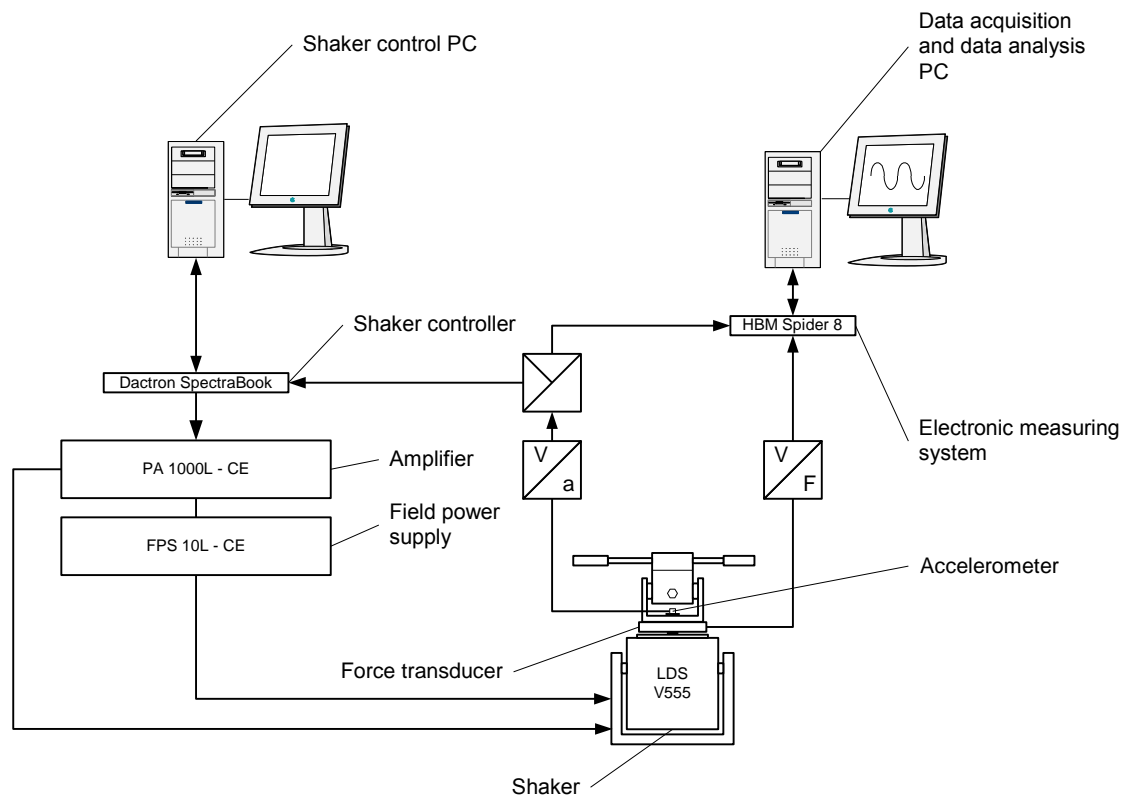 Shaker control PC
Data acquisition
and data analysis
PC
Shaker controller
HBM Spider 8
Dactron SpectraBook
Electronic measuring
system
PA 1000L - CE
Amplifier
V
a
V
F
FPS 10L - CE
Field power
supply
Accelerometer
Force transducer
LDS
V555
Shaker